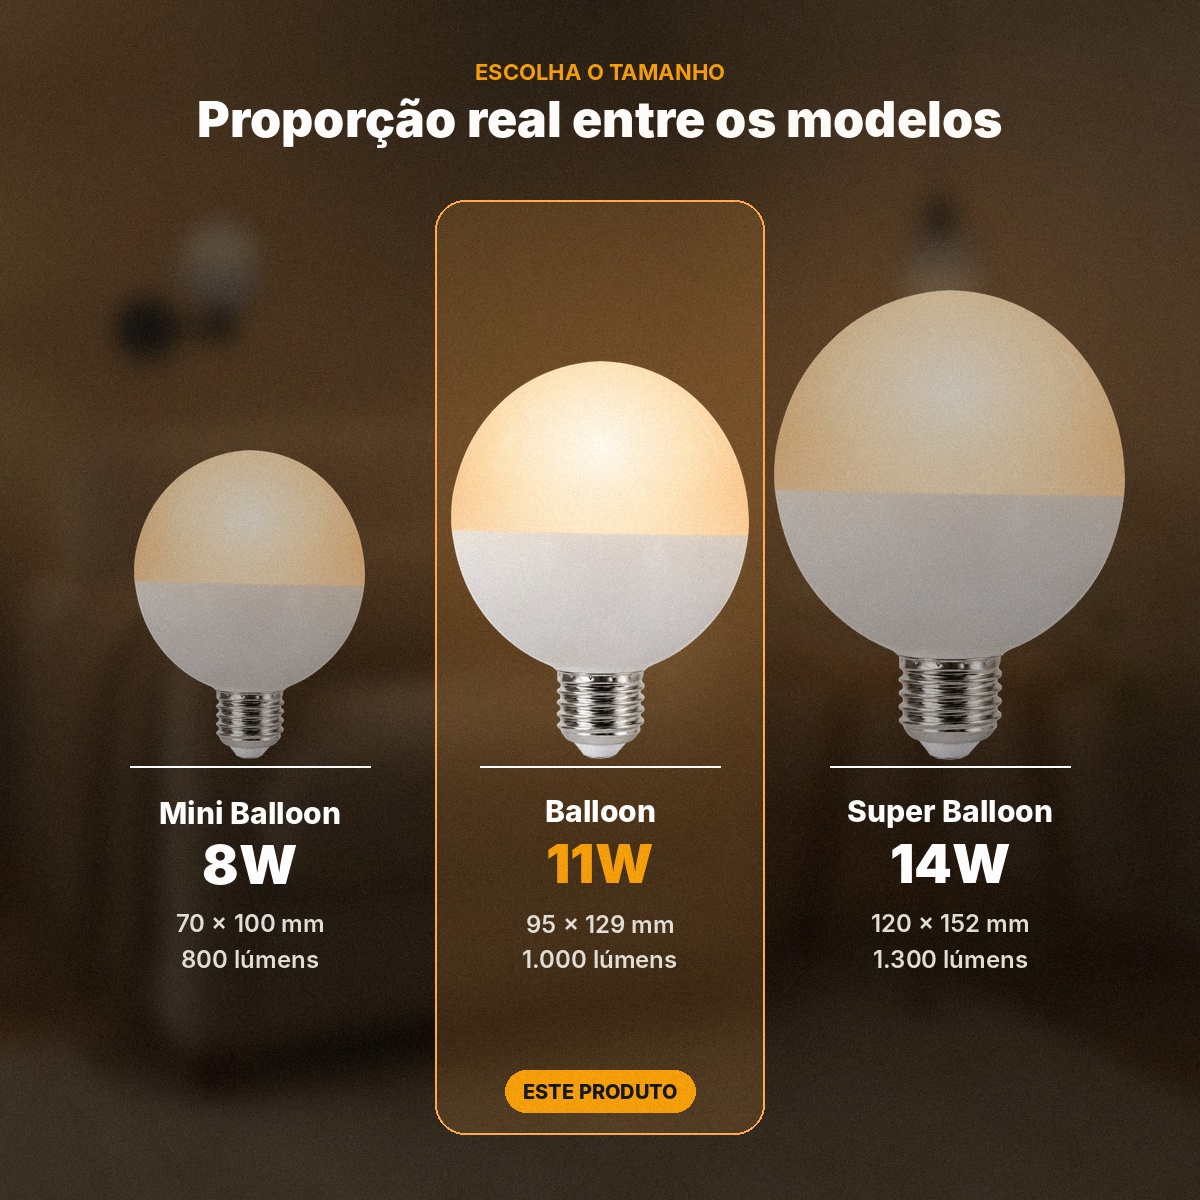 ESCOLHA O TAMANHO
Proporção real entre os modelos
Mini Balloon
8W
70 × 100 mm
800 lúmens
Balloon
11W
95 × 129 mm
1.000 lúmens
ESTE PRODUTO
Super Balloon
14W
120 × 152 mm
1.300 lúmens